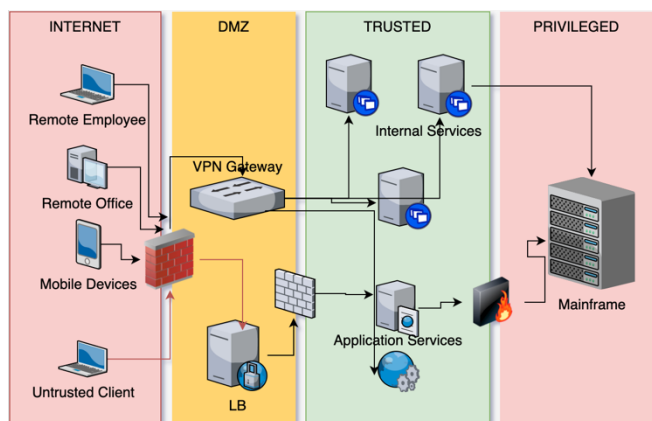 INTERNET
DMZ
TRUSTED
PRIVILEGED
Remote Employee
Internal Services
VPN Gateway
Remote Office
Mobile Devices
Mainframe
Application Services
Untrusted Client
LB